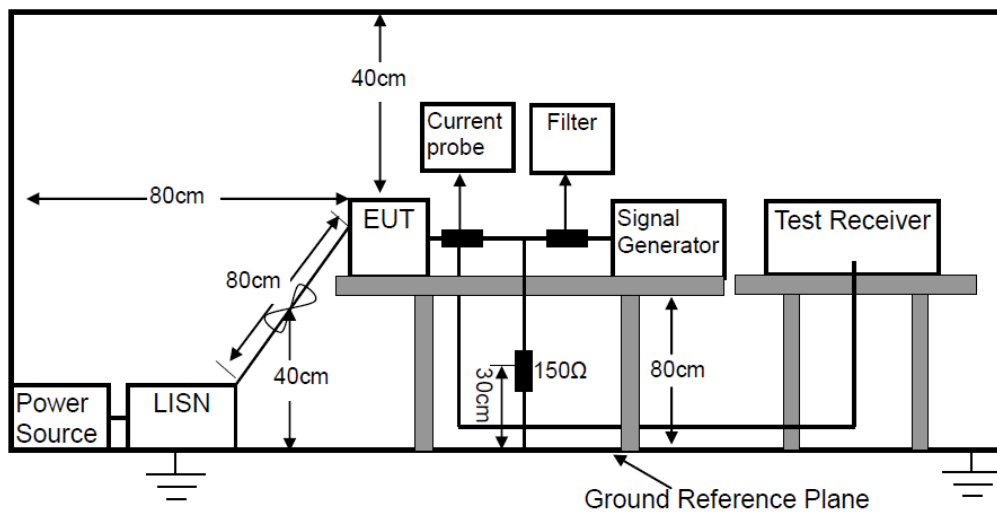 40cm
Current
probe
Filter
80cm
EUT
Signal
Generator
Test Receiver
80cm
40cm
30cm
150Ω
80cm
Power
Source
LISN
Ground Reference Plane